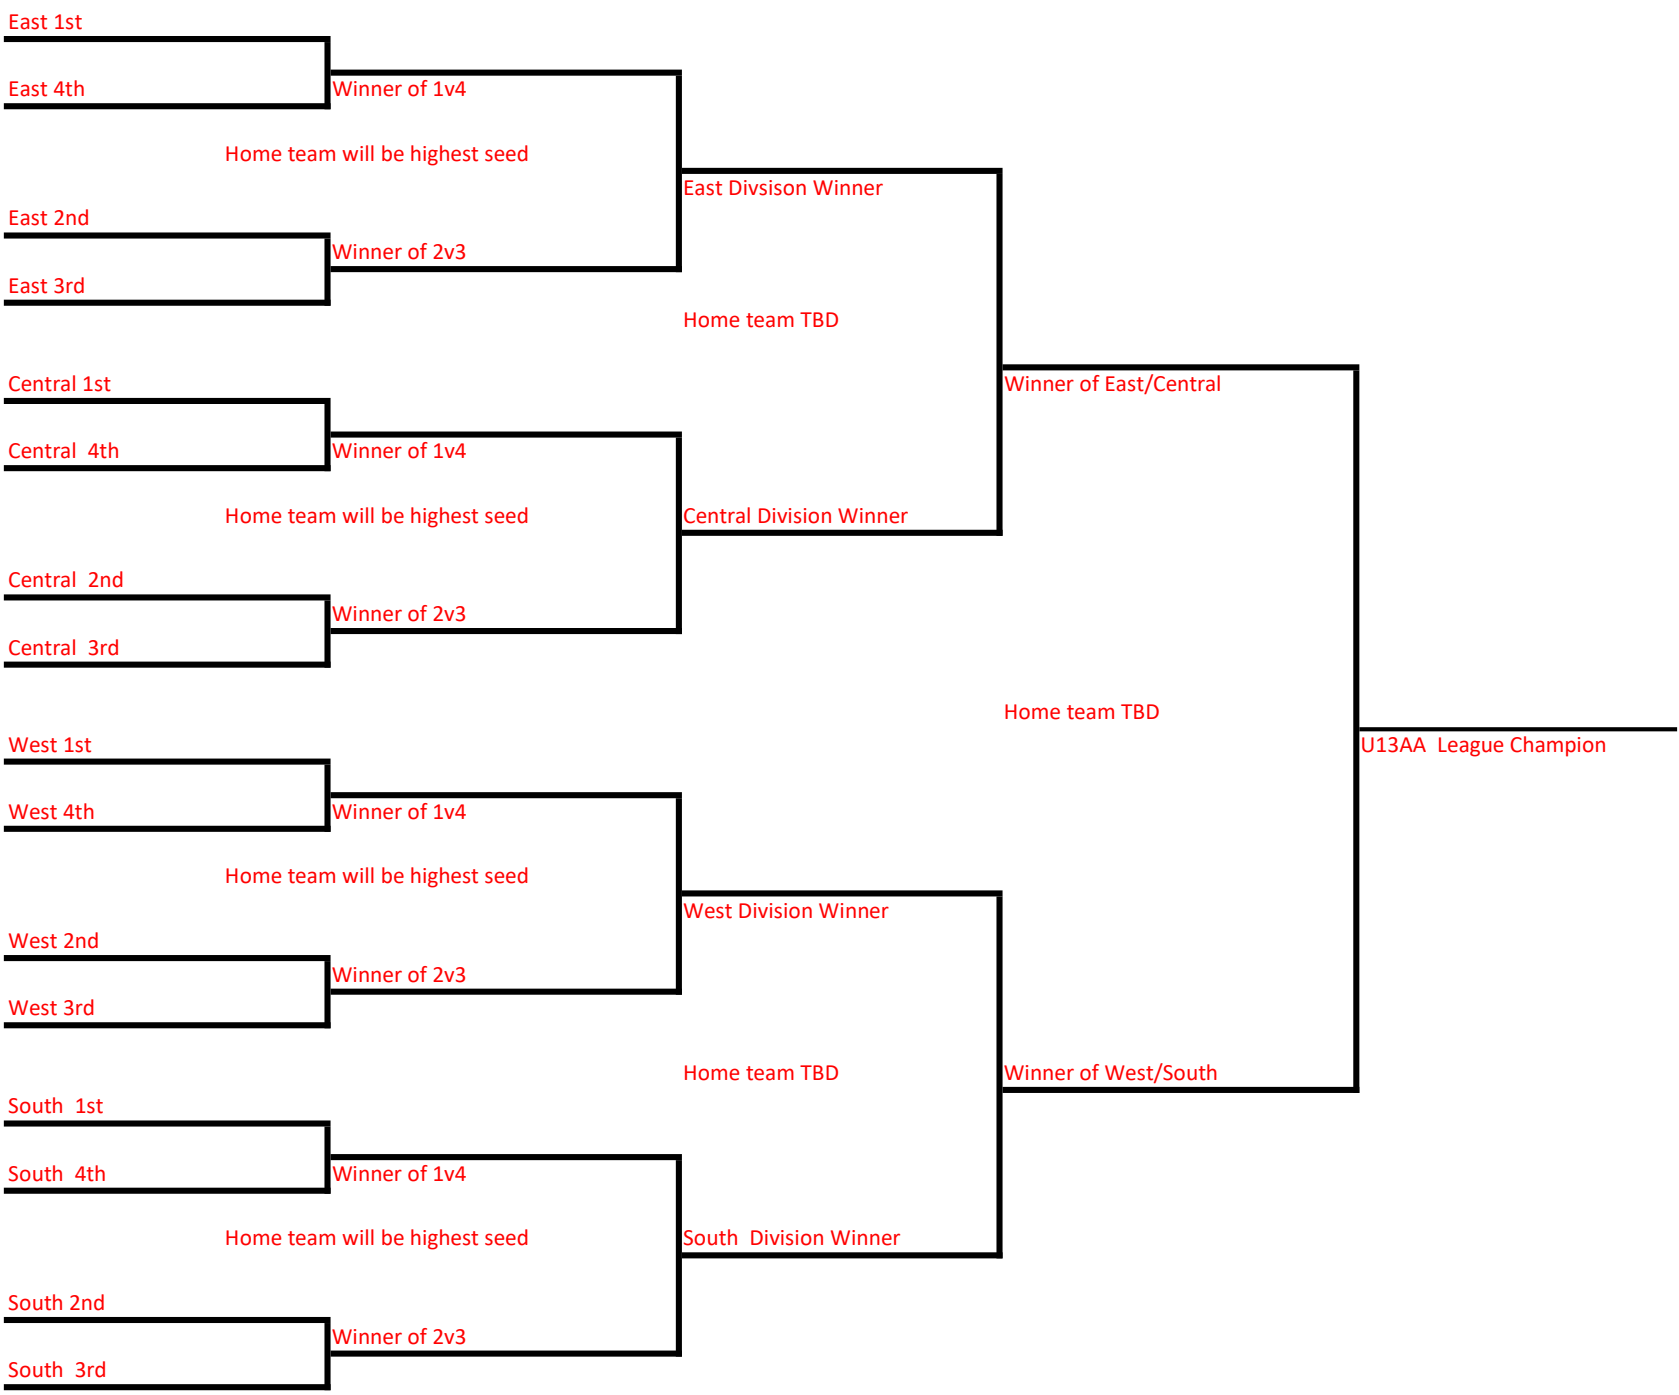 East 1st
East 4th
Winner of 1v4
Home team will be highest seed
East Divsison Winner
East 2nd
Winner of 2v3
East 3rd
Home team TBD
Central 1st
Winner of East/Central
Central  4th
Winner of 1v4
Home team will be highest seed
Central Division Winner
Central  2nd
Winner of 2v3
Central  3rd
Home team TBD
West 1st
U13AA  League Champion
West 4th
Winner of 1v4
Home team will be highest seed
West Division Winner
West 2nd
Winner of 2v3
West 3rd
Home team TBD
Winner of West/South
South  1st
South  4th
Winner of 1v4
Home team will be highest seed
South  Division Winner
South 2nd
Winner of 2v3
South  3rd